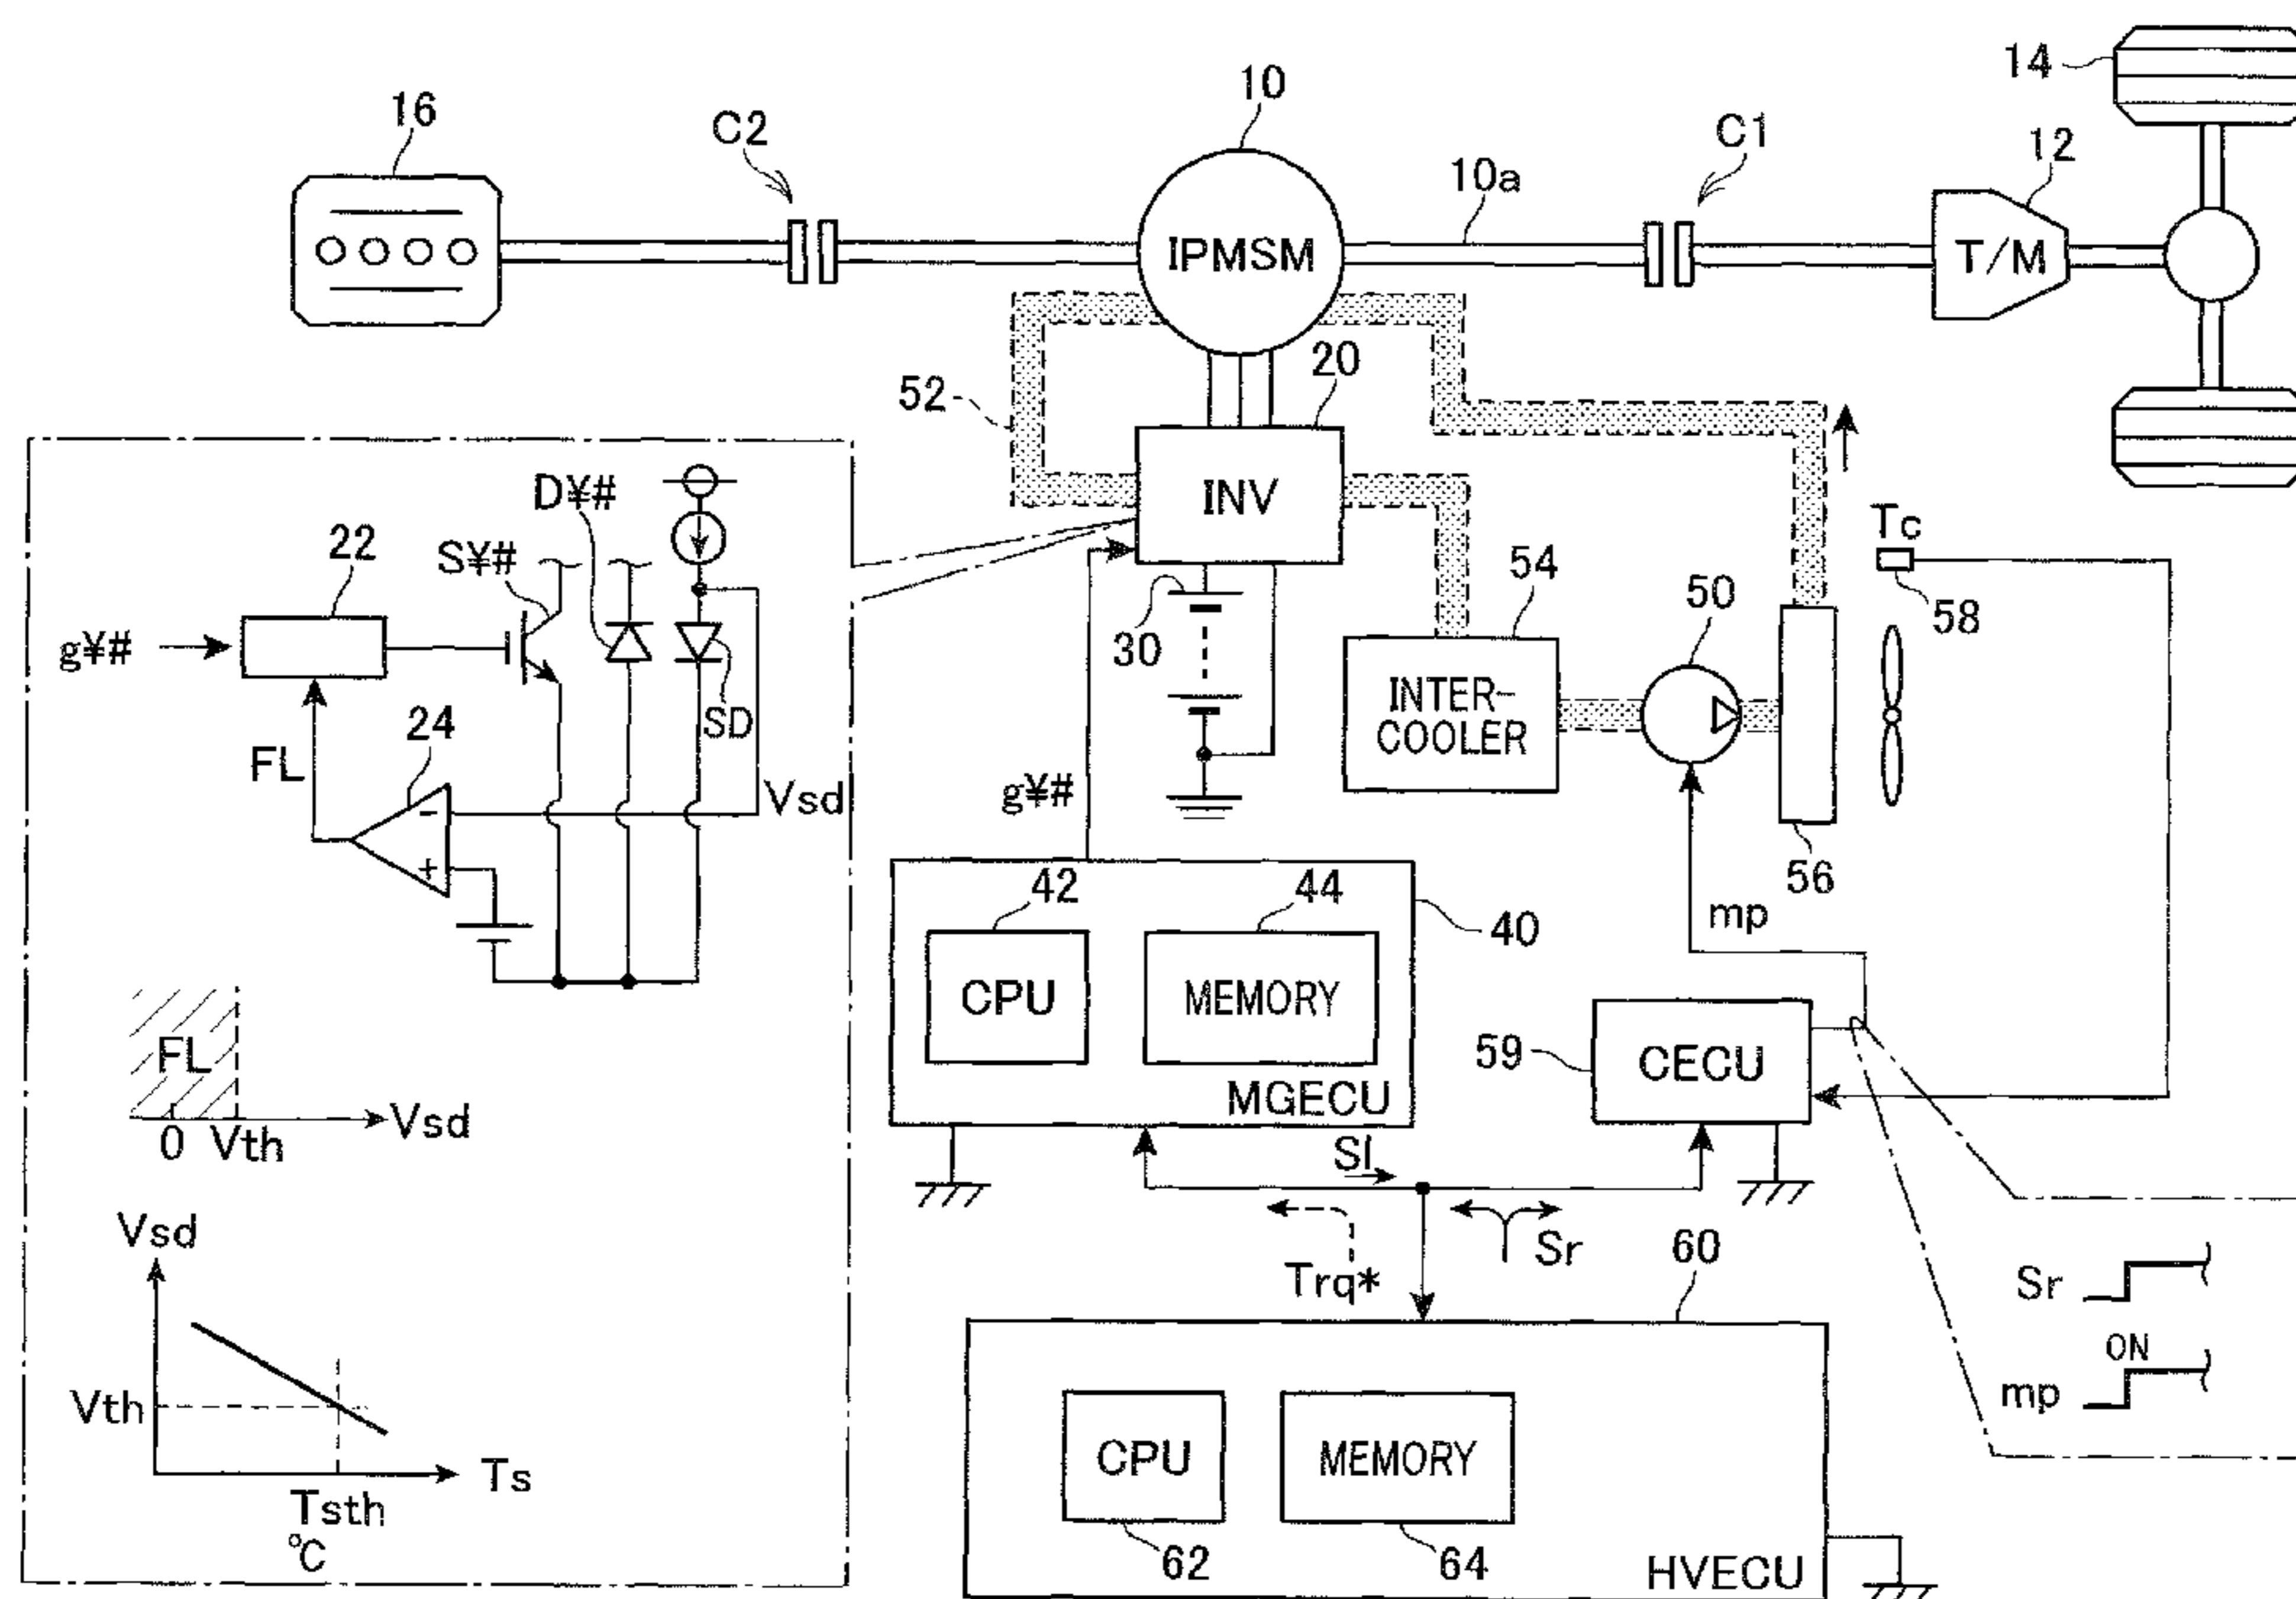 16
C2
10
C1
14
12
10a
IPMSM
T/M
20
52
INV
Tc
58
D¥#
S¥#
22
g¥#
SD
24
FL
Vsd
-
+
30
54
50
INTER-
COOLER
56
g¥#
mp
42
44
40
CPU
MEMORY
MGECU
59
CECU
FL
0
Vth
Vsd
SI
Trq*
Sr
60
Sr
ON
mp
Vsd
Vth
Ts
Tsth
°C
CPU
MEMORY
62
64
HVECU